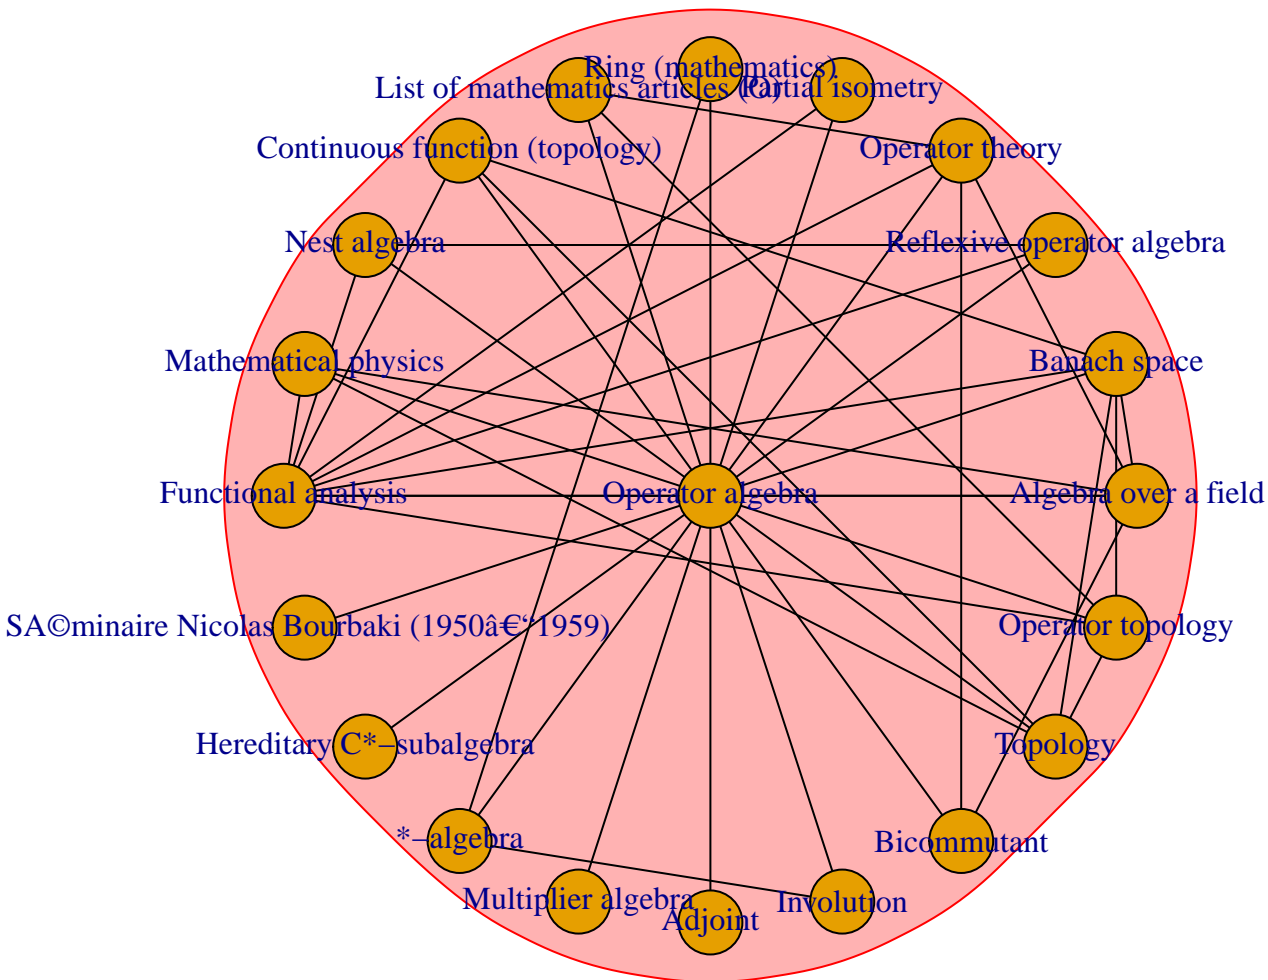 Ring (mathematics)
List of mathematics articles (O)
Partial isometry
Continuous function (topology)
Operator theory
Nest algebra
Reflexive operator algebra
Mathematical physics
Banach space
Functional analysis
Operator algebra
Algebra over a field
SA©minaire Nicolas Bourbaki (1950â€“1959)
Operator topology
Hereditary C*−subalgebra
Topology
*−algebra
Bicommutant
Multiplier algebra
Involution
Adjoint